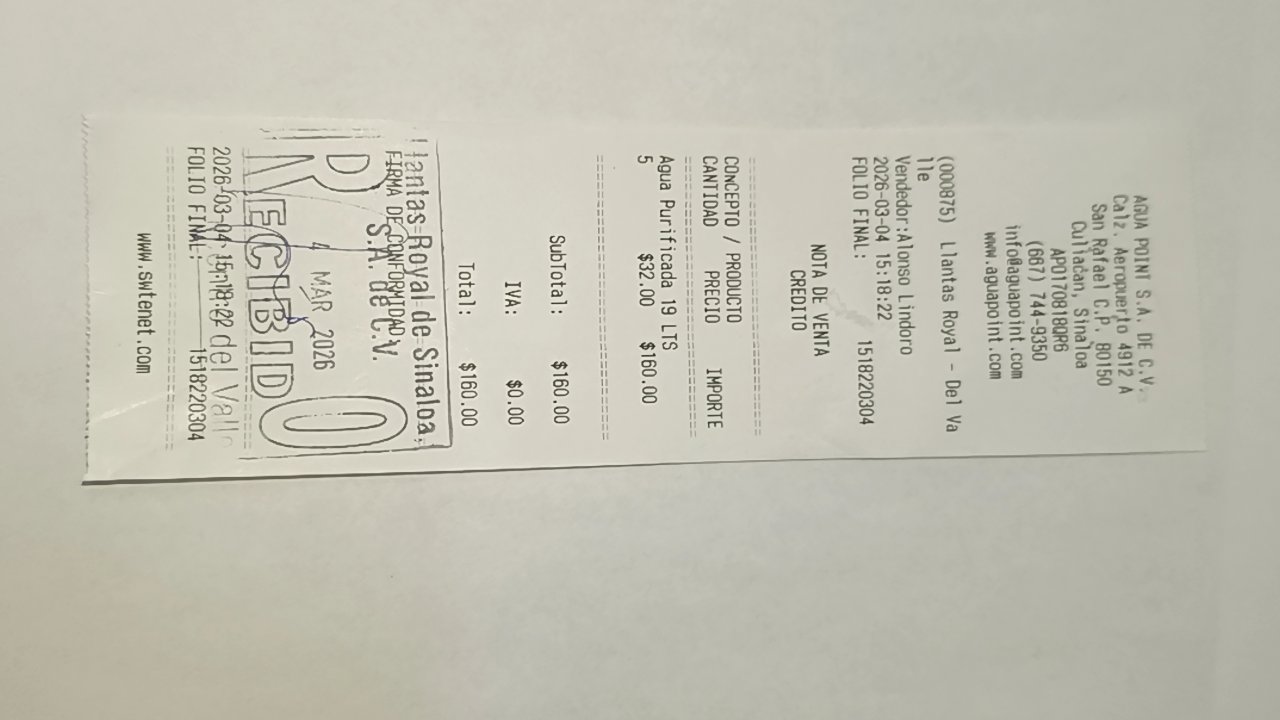 AGUA POINT S.A. DE C.V.
Calz. Aeropuerto 4912 A
San Rafael C.P. 80150
Culiacan, Sinaloa
APO170818QR6
(667) 744-9350
info@aguapoint.com
www.aguapoint.com
(000875) Llantas Royal - Del Va
lle
Vendedor:Alonso Lindoro
2026-03-04 15:18:22
FOLIO FINAL: 1518220304
NOTA DE VENTA
CREDITO
CONCEPTO / PRODUCTO
CANTIDAD PRECIO IMPORTE
Agua Purificada 19 LTS
5 $32.00 $160.00
SubTotal: $160.00
IVA: $0.00
Total: $160.00
Llantas Royal de Sinaloa,
FIRMA DE CONFORMIDAD
S.A. de C.V.
4 MAR 2026
RECIBIDO
del Valle
2026-03-04 15:18:22
FOLIO FINAL: 1518220304
www.swtenet.com